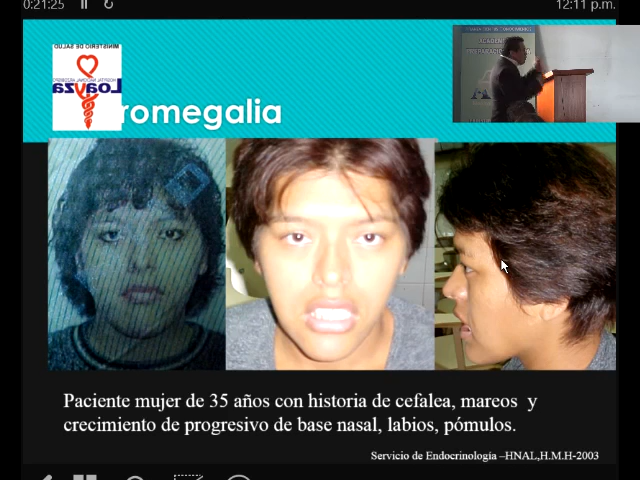 0:21:25
12:11 p.m.
MINISTERIO DE SALUD
Loayza
romegalia
Paciente mujer de 35 años con historia de cefalea, mareos y
crecimiento de progresivo de base nasal, labios, pómulos.
Servicio de Endocrinología –HNAL,H.M.H-2003